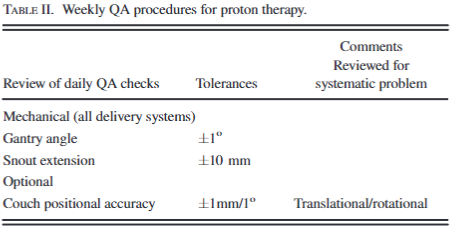 TABLE II. Weekly QA procedures for proton therapy.
Comments
Reviewed for
Review of daily QA checks Tolerances systematic problem
Mechanical (all delivery systems)
Gantry angle ±1°
Snout extension ±10 mm
Optional
Couch positional accuracy ±1mm/1° Translational/rotational